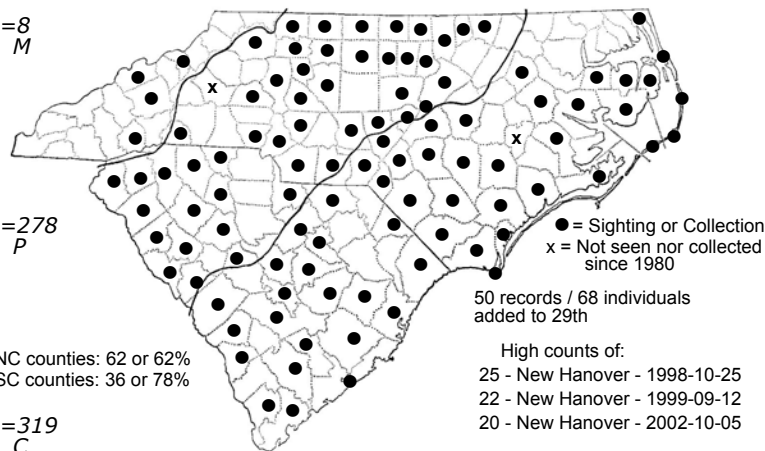 =8
M
x
x
=278
P
● = Sighting or Collection
x = Not seen nor collected
since 1980
50 records / 68 individuals
added to 29th
NC counties: 62 or 62%
SC counties: 36 or 78%
High counts of:
25 - New Hanover - 1998-10-25
22 - New Hanover - 1999-09-12
20 - New Hanover - 2002-10-05
=319
C